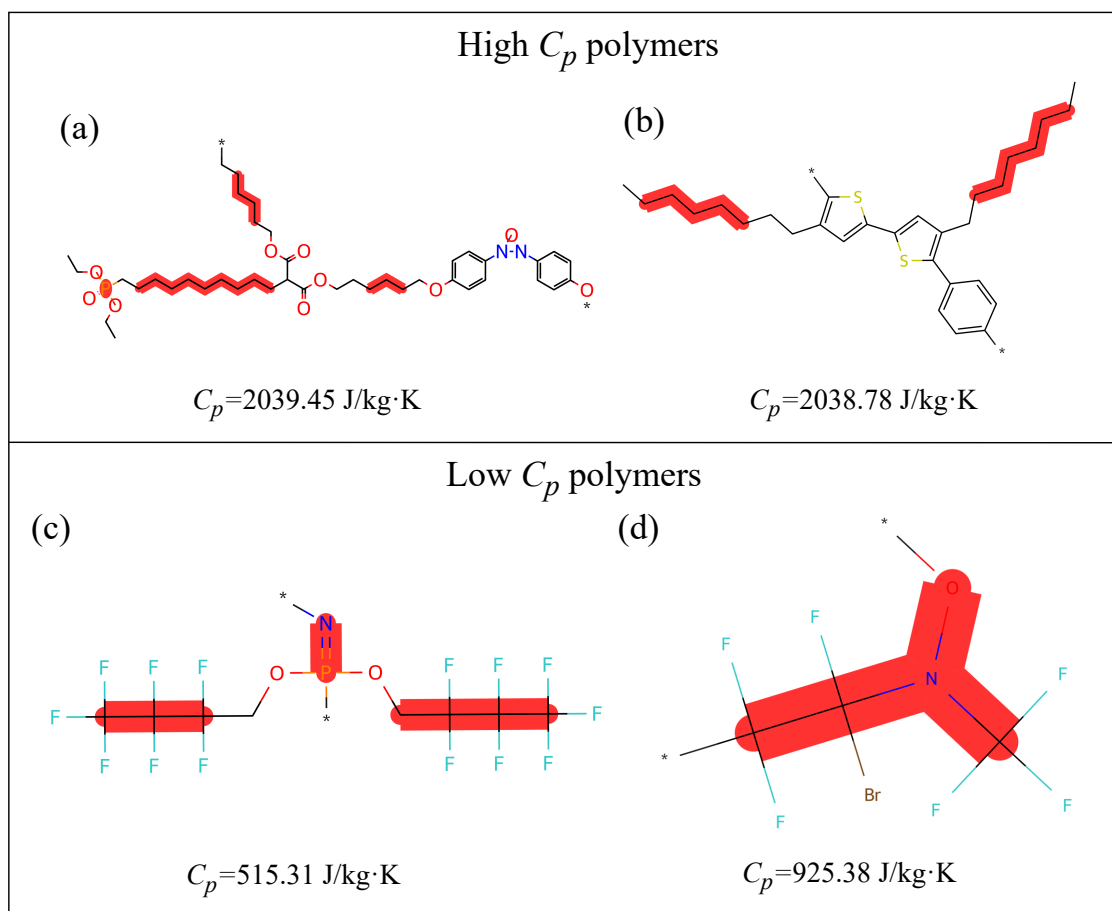 High Cp polymers
(a)
(b)
*
*
O
O
O
N
N
O
S
S
O
P
O
O
O
O
O
O
*
*
Cp=2039.45 J/kg·K
Cp=2038.78 J/kg·K
Low Cp polymers
(c)
(d)
*
*
N
O
F
F
F
F
F
F
O
P
O
F
F
F
F
F
F
N
F
F
*
*
F
F
F
F
F
F
F
Br
F
F
Cp=515.31 J/kg·K
Cp=925.38 J/kg·K